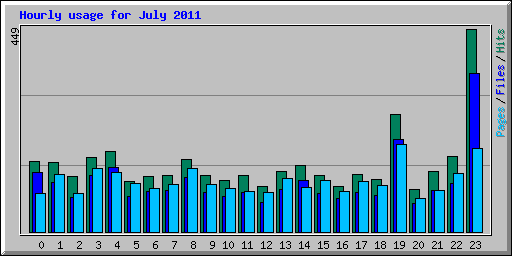 Hourly usage for July 2011
449
Pages / Files / Hits
0 1 2 3 4 5 6 7 8 9 10 11 12 13 14 15 16 17 18 19 20 21 22 23